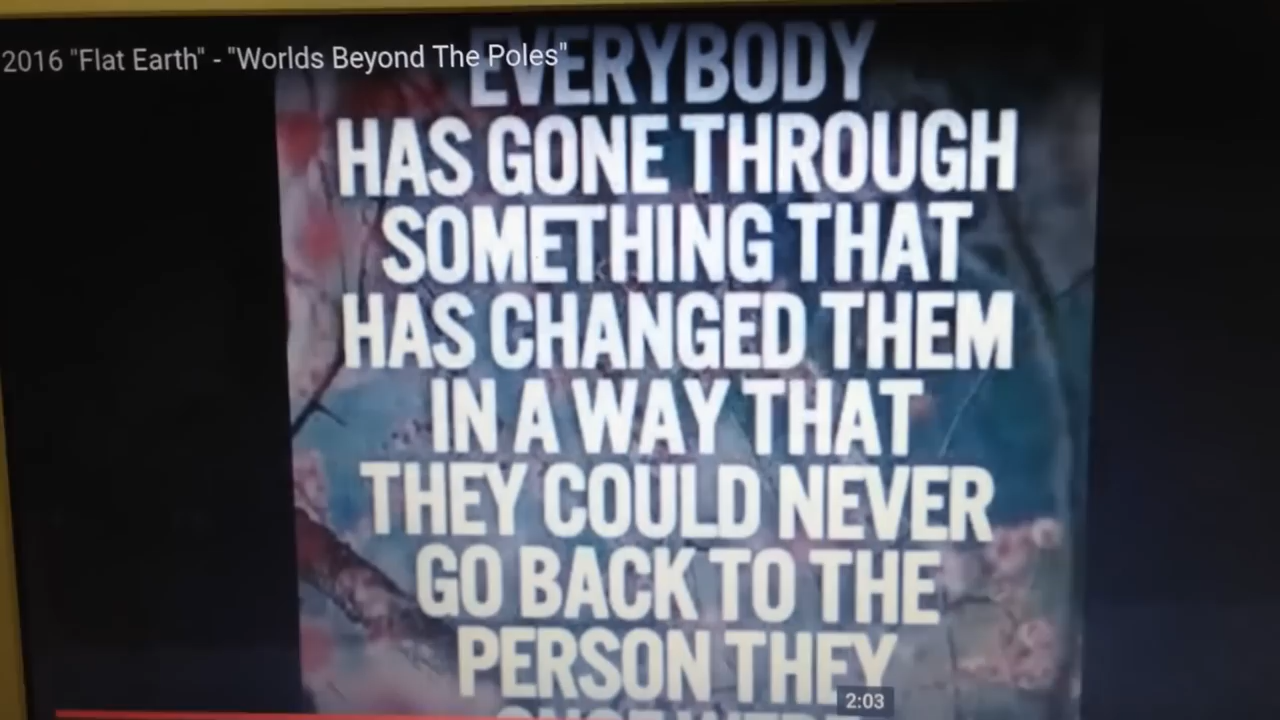 2016 "Flat Earth" - "Worlds Beyond The Poles"
EVERYBODY
HAS GONE THROUGH
SOMETHING THAT
HAS CHANGED THEM
IN A WAY THAT
THEY COULD NEVER
GO BACK TO THE
PERSON THEY
2:03